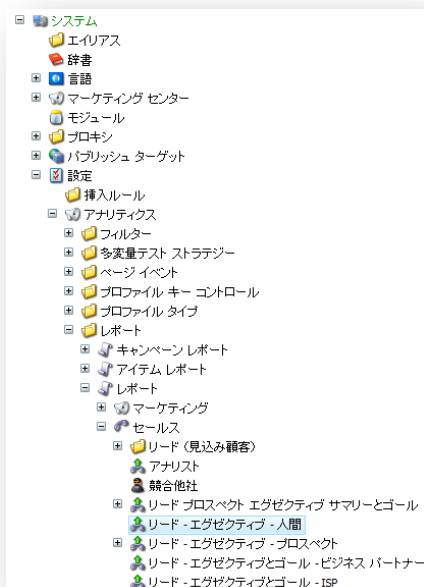 システム
エイリアス
辞書
言語
マーケティング センター
モジュール
プロキシ
パブリッシュ ターゲット
設定
挿入ルール
アナリティクス
フィルター
多変量テスト ストラテジー
ページ イベント
プロファイル キー コントロール
プロファイル タイプ
レポート
キャンペーン レポート
アイテム レポート
レポート
マーケティング
セールス
リード (見込み顧客)
アナリスト
競合他社
リード プロスペクト エグゼクティブ サマリーとゴール
リード - エグゼクティブ - 人間
リード - エグゼクティブ - プロスペクト
リード - エグゼクティブとゴール - ビジネス パートナー
リード - エグゼクティブとゴール - ISP